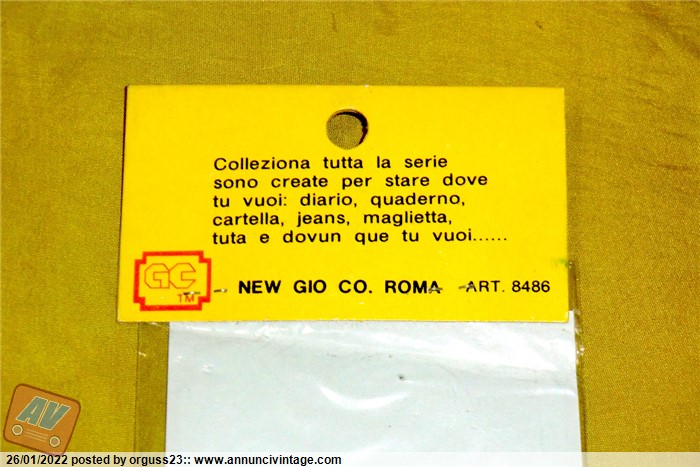 Colleziona tutta la serie
sono create per stare dove
tu vuoi: diario, quaderno,
cartella, jeans, maglietta,
tuta e dovun que tu vuoi......
GC
TM
NEW GIO CO. ROMA ART. 8486
AV
26/01/2022 posted by orguss23:: www.annuncivintage.com